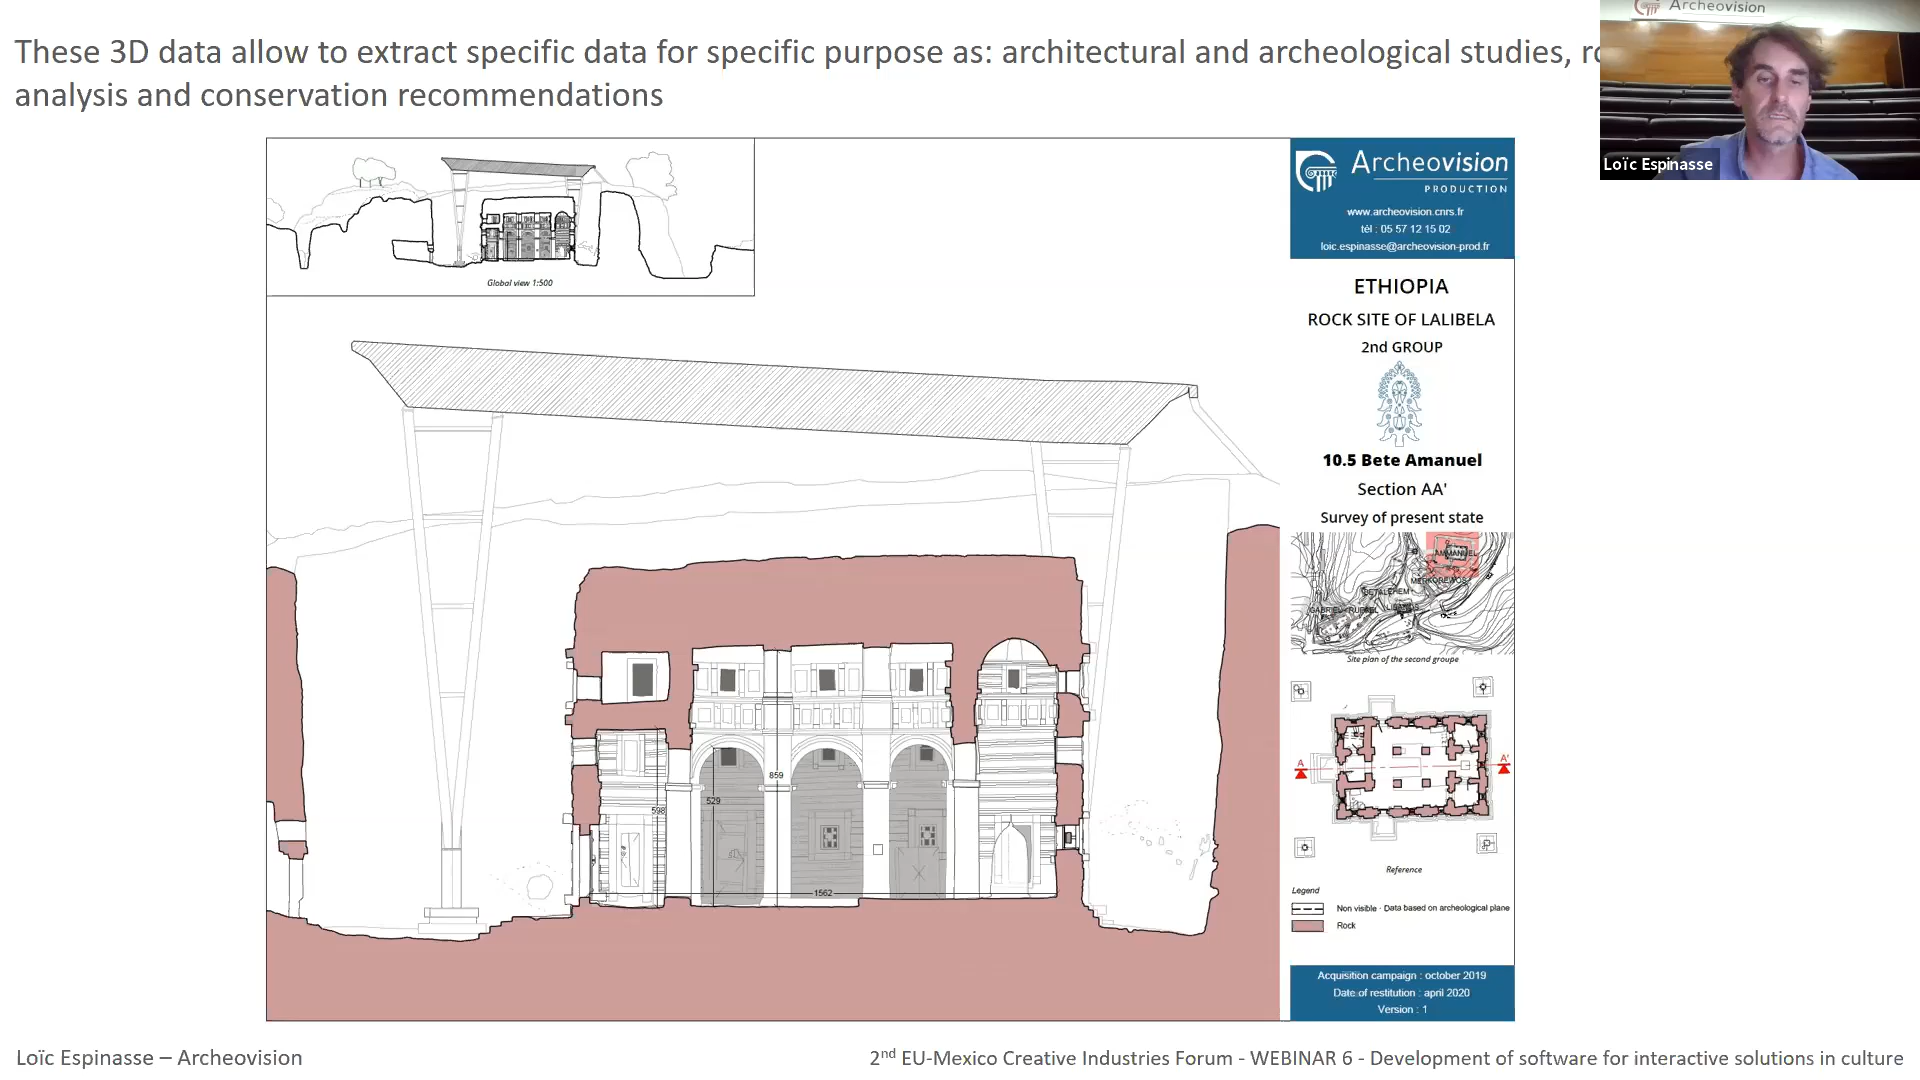 These 3D data allow to extract specific data for specific purpose as: architectural and archeological studies,
analysis and conservation recommendations
Archeovision
Loïc Espinasse
Global view 1:500
Archeovision
PRODUCTION
www.archeovision.cnrs.fr
tèl : 05 57 12 15 02
loic.espinasse@archeovision-prod.fr
ETHIOPIA
ROCK SITE OF LALIBELA
2nd GROUP
10.5 Bete Amanuel
Section AA'
Survey of present state
AMMANUEL
MERKOREWOS
BETALEHEM
LIBANOS
Site plan of the second groupe
A
A'
Reference
Legend
Non visible - Data based on archeological plane
Rock
859
529
598
1562
Acquisition campaign : october 2019
Date of restitution : april 2020
Version : 1
Loïc Espinasse – Archeovision
2nd EU-Mexico Creative Industries Forum - WEBINAR 6 - Development of software for interactive solutions in culture